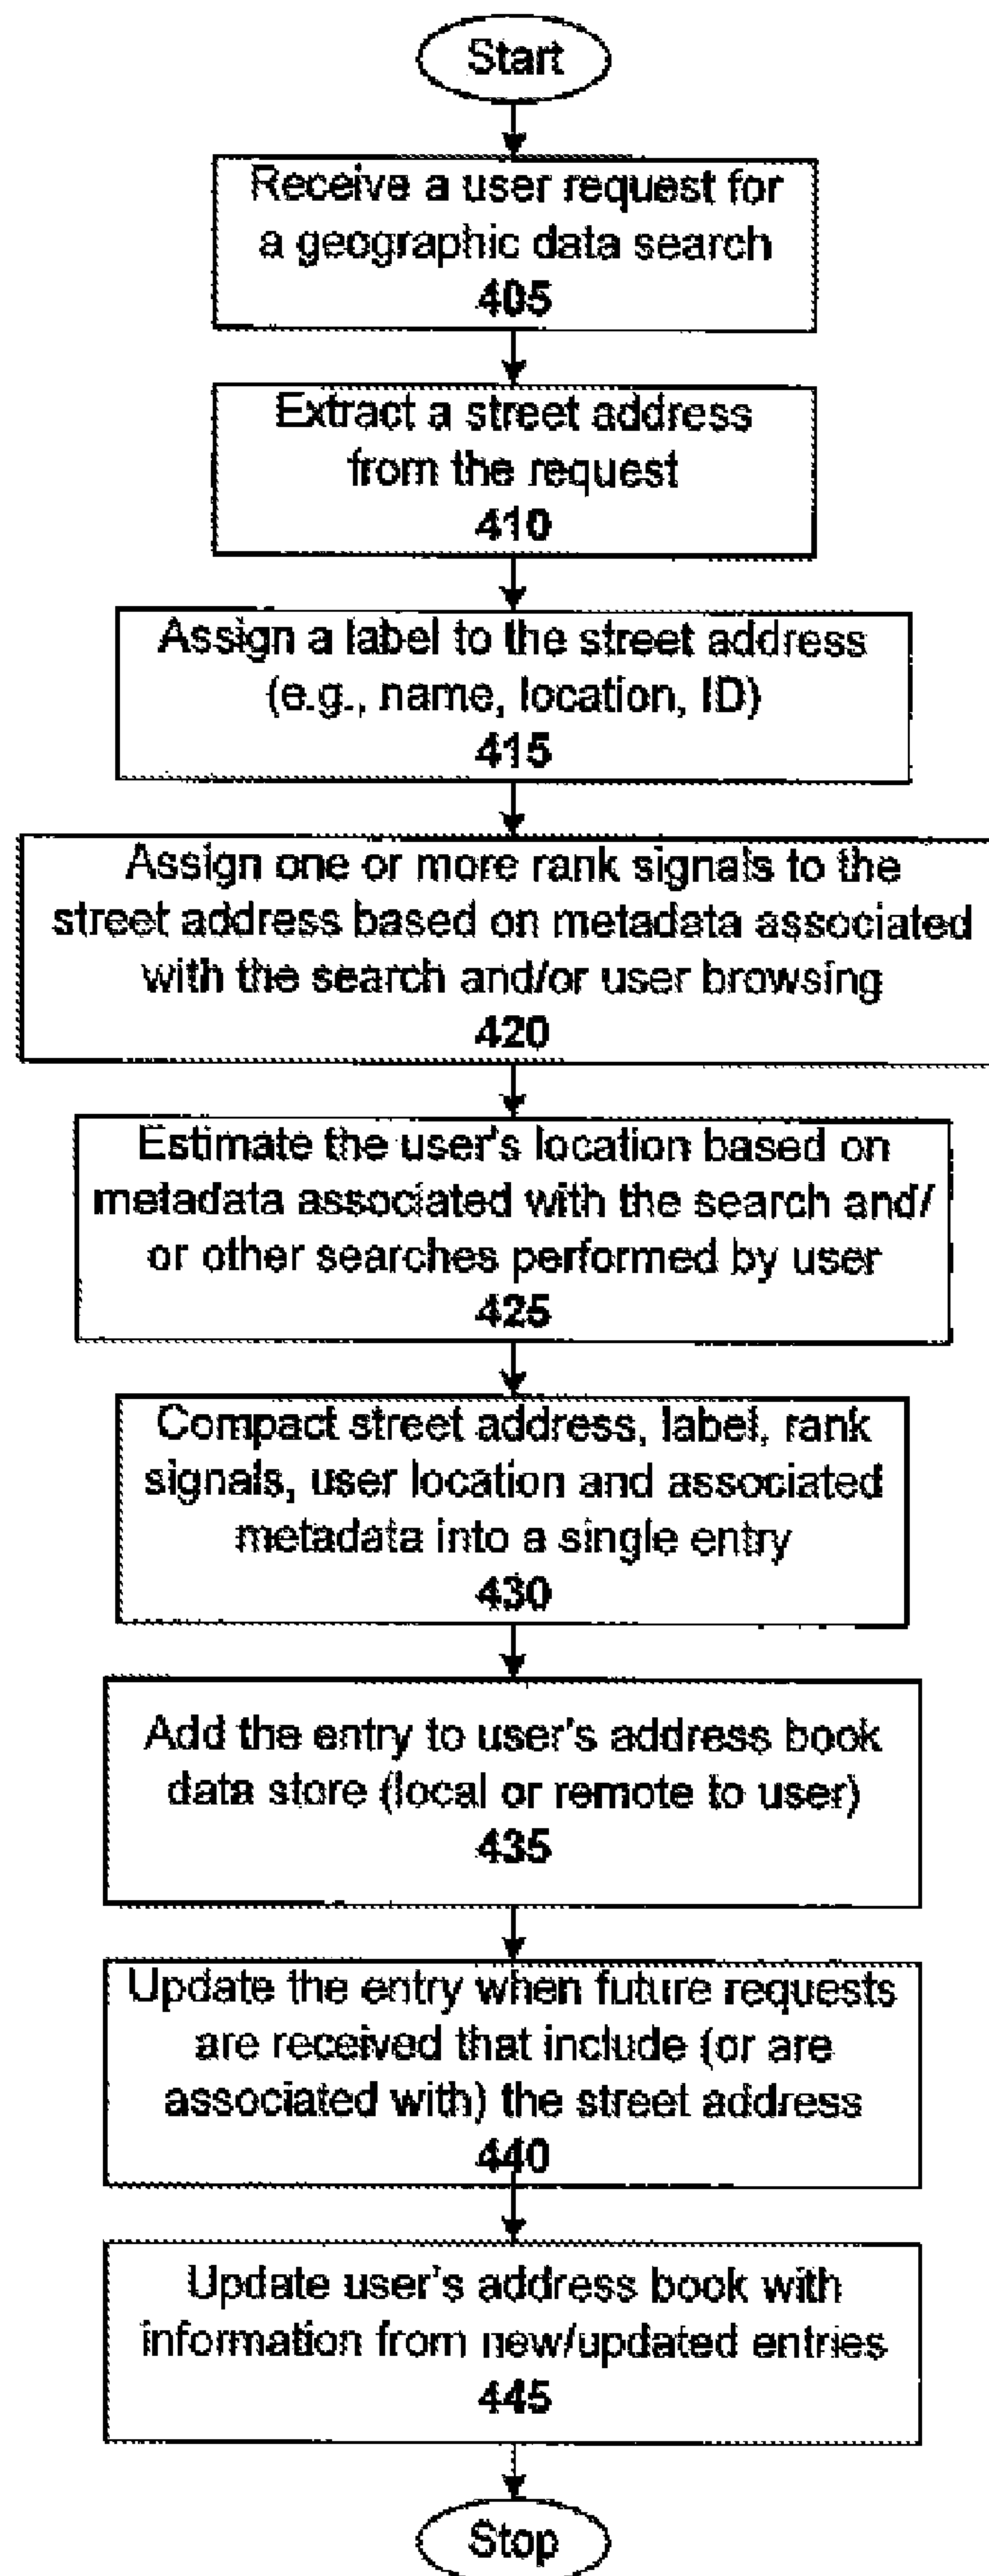 Start
Receive a user request for
a geographic data search
405
Extract a street address
from the request
410
Assign a label to the street address
(e.g., name, location, ID)
415
Assign one or more rank signals to the
street address based on metadata associated
with the search and/or user browsing
420
Estimate the user's location based on
metadata associated with the search and/
or other searches performed by user
425
Compact street address, label, rank
signals, user location and associated
metadata into a single entry
430
Add the entry to user's address book
data store (local or remote to user)
435
Update the entry when future requests
are received that include (or are
associated with) the street address
440
Update user's address book with
information from new/updated entries
445
Stop